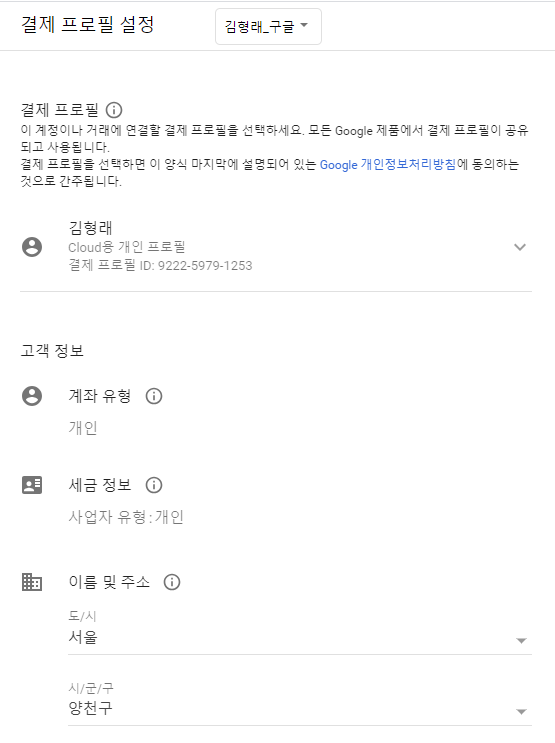 결제 프로필 설정
김형래_구글
결제 프로필
이 계정이나 거래에 연결할 결제 프로필을 선택하세요. 모든 Google 제품에서 결제 프로필이 공유
되고 사용됩니다.
결제 프로필을 선택하면 이 양식 마지막에 설명되어 있는 Google 개인정보처리방침에 동의하는
것으로 간주됩니다.
김형래
Cloud용 개인 프로필
결제 프로필 ID: 9222-5979-1253
고객 정보
계좌 유형
개인
세금 정보
사업자 유형:개인
이름 및 주소
도/시
서울
시/군/구
양천구